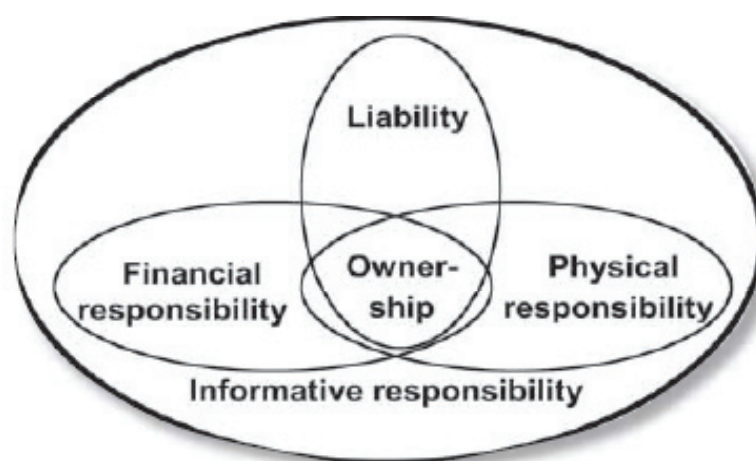 Liability
Financial
responsibility
Owner-
ship
Physical
responsibility
Informative responsibility